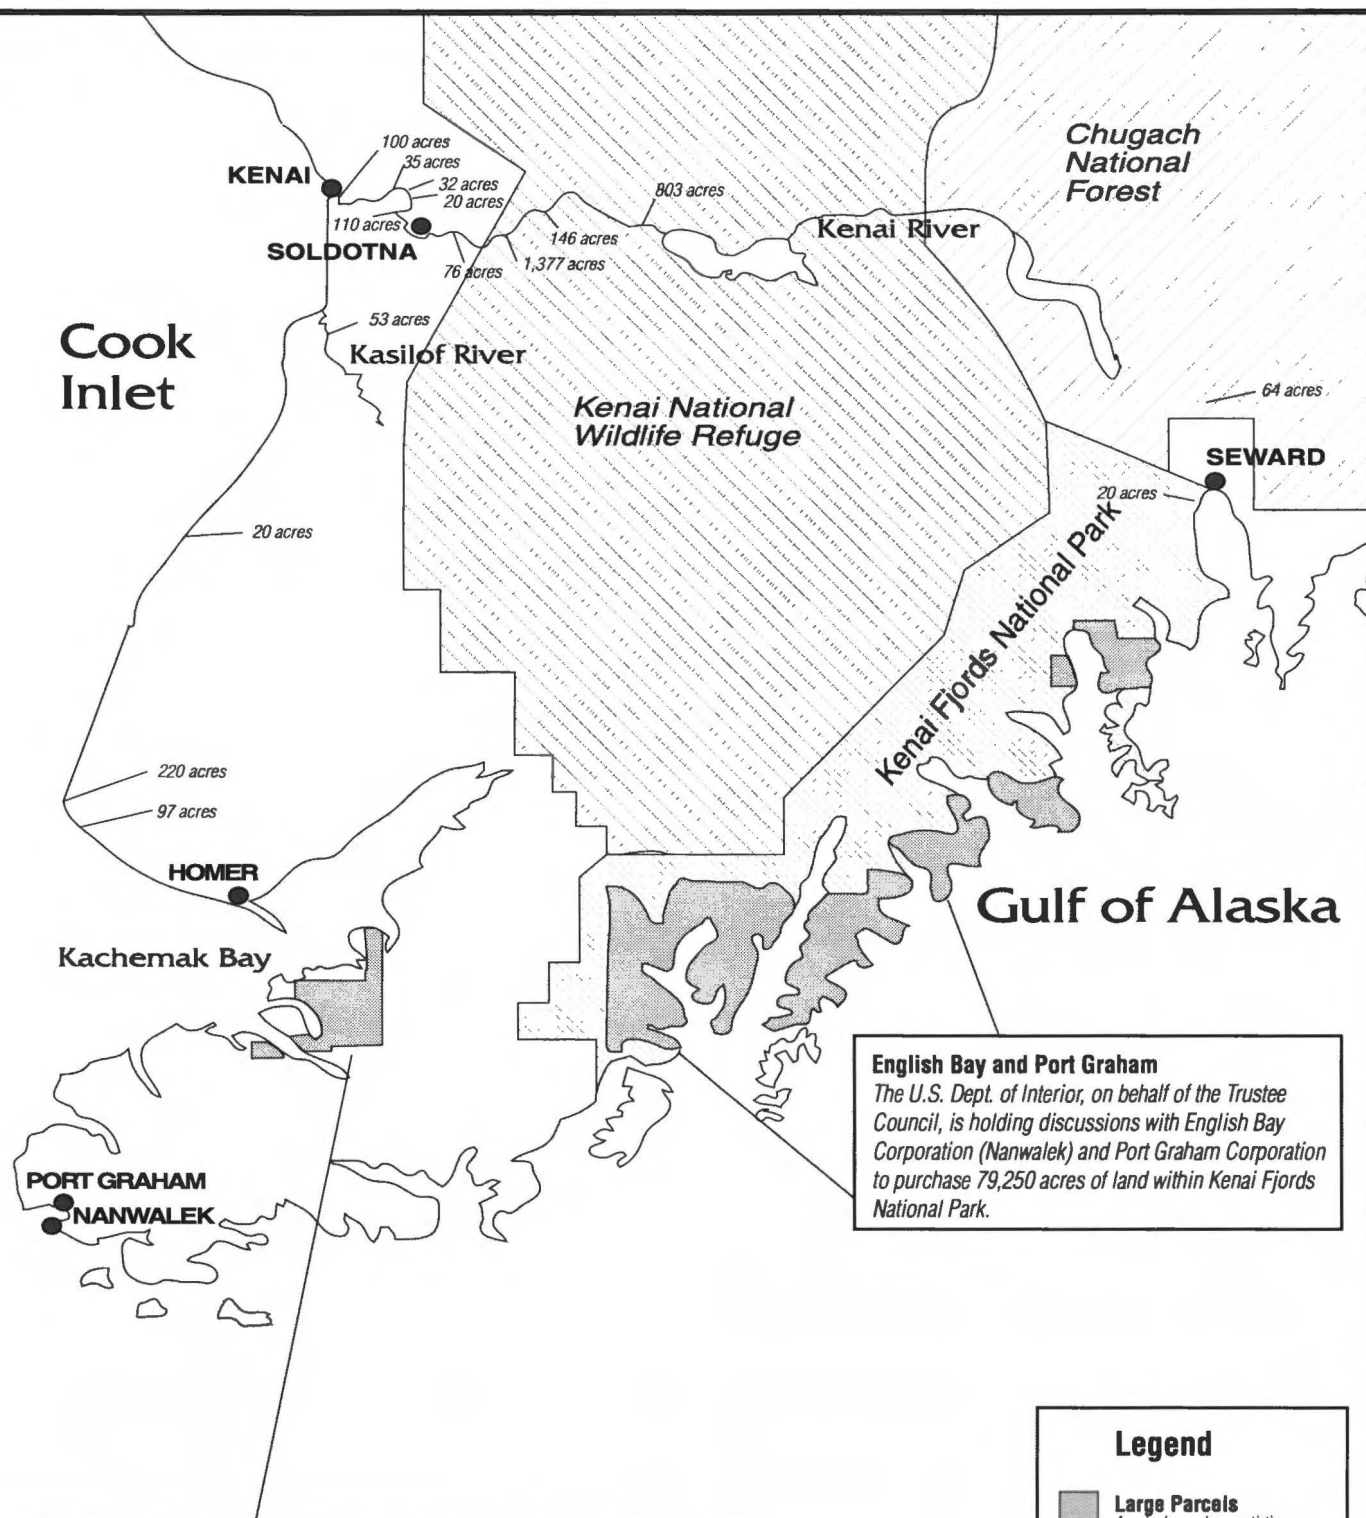 Chugach
National
Forest
100 acres
35 acres
KENAI
32 acres
20 acres
803 acres
110 acres
Kenai River
146 acres
SOLDOTNA
76 acres
1,377 acres
53 acres
Cook
Inlet
Kasilof River
64 acres
Kenai National
Wildlife Refuge
SEWARD
20 acres
20 acres
Kenai Fjords National Park
220 acres
97 acres
HOMER
Gulf of Alaska
Kachemak Bay
English Bay and Port Graham
The U.S. Dept. of Interior, on behalf of the Trustee
Council, is holding discussions with English Bay
Corporation (Nanwalek) and Port Graham Corporation
to purchase 79,250 acres of land within Kenai Fjords
National Park.
PORT GRAHAM
NANWALEK
Legend
Large Parcels